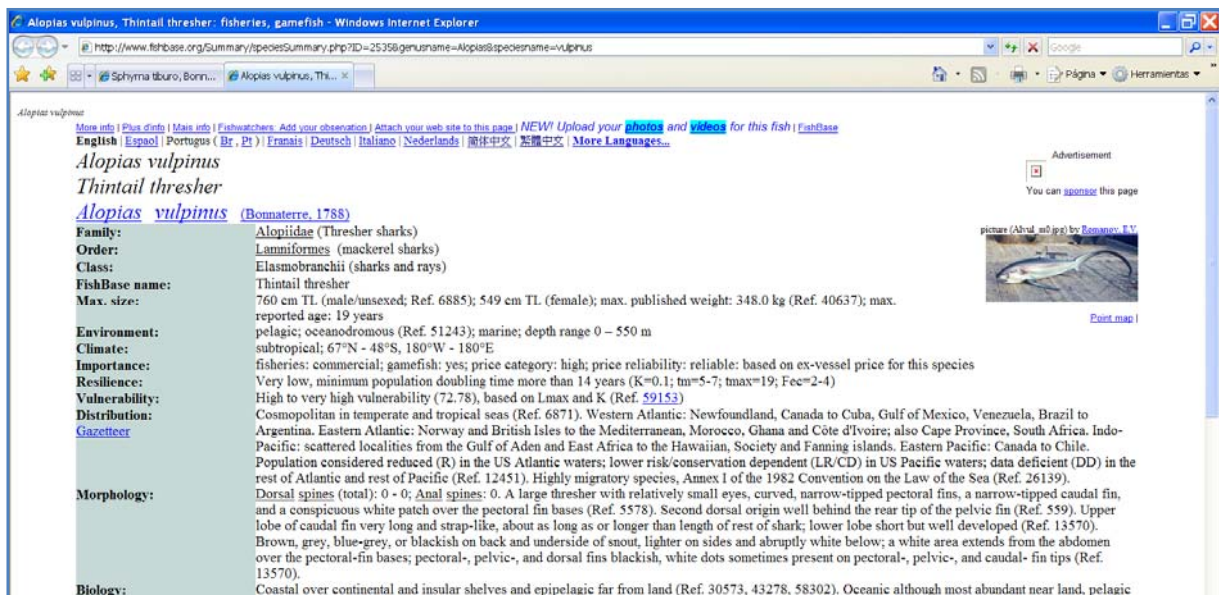 Alopias vulpinus, Thintail thresher: fisheries, gamefish - Windows Internet Explorer
http://www.fishbase.org/Summary/speciesSummary.php?ID=2535&genusname=Alopias&speciesname=vulpinus
Google
Sphyrna tiburo, Bonn...
Alopias vulpinus, Thi...
Página
Herramientas
Alopias vulpinus
More info | Plus d'info | Mais info | Fishwatchers: Add your observation | Attach your web site to this page | NEW! Upload your photos and videos for this fish | FishBase
English | Espaol | Portugus ( Br , Pt ) | Franais | Deutsch | Italiano | Nederlands | 简体中文 | 繁體中文 | More Languages...
Alopias vulpinus
Thintail thresher
Advertisement
You can sponsor this page
Alopias vulpinus (Bonnaterre, 1788)
picture (Alvul_m0.jpg) by Romanov, E.V.
Point map |
Family: Alopiidae (Thresher sharks)
Order: Lamniformes (mackerel sharks)
Class: Elasmobranchii (sharks and rays)
FishBase name: Thintail thresher
Max. size: 760 cm TL (male/unsexed; Ref. 6885); 549 cm TL (female); max. published weight: 348.0 kg (Ref. 40637); max.
reported age: 19 years
Environment: pelagic; oceanodromous (Ref. 51243); marine; depth range 0 – 550 m
Climate: subtropical; 67°N - 48°S, 180°W - 180°E
Importance: fisheries: commercial; gamefish: yes; price category: high; price reliability: reliable: based on ex-vessel price for this species
Resilience: Very low, minimum population doubling time more than 14 years (K=0.1; tm=5-7; tmax=19; Fec=2-4)
Vulnerability: High to very high vulnerability (72.78), based on Lmax and K (Ref. 59153)
Distribution: Cosmopolitan in temperate and tropical seas (Ref. 6871). Western Atlantic: Newfoundland, Canada to Cuba, Gulf of Mexico, Venezuela, Brazil to
Gazetteer Argentina. Eastern Atlantic: Norway and British Isles to the Mediterranean, Morocco, Ghana and Côte d'Ivoire; also Cape Province, South Africa. Indo-
Pacific: scattered localities from the Gulf of Aden and East Africa to the Hawaiian, Society and Fanning islands. Eastern Pacific: Canada to Chile.
Population considered reduced (R) in the US Atlantic waters; lower risk/conservation dependent (LR/CD) in US Pacific waters; data deficient (DD) in the
rest of Atlantic and rest of Pacific (Ref. 12451). Highly migratory species, Annex I of the 1982 Convention on the Law of the Sea (Ref. 26139).
Morphology: Dorsal spines (total): 0 - 0; Anal spines: 0. A large thresher with relatively small eyes, curved, narrow-tipped pectoral fins, a narrow-tipped caudal fin,
and a conspicuous white patch over the pectoral fin bases (Ref. 5578). Second dorsal origin well behind the rear tip of the pelvic fin (Ref. 559). Upper
lobe of caudal fin very long and strap-like, about as long as or longer than length of rest of shark; lower lobe short but well developed (Ref. 13570).
Brown, grey, blue-grey, or blackish on back and underside of snout, lighter on sides and abruptly white below; a white area extends from the abdomen
over the pectoral-fin bases; pectoral-, pelvic-, and dorsal fins blackish, white dots sometimes present on pectoral-, pelvic-, and caudal- fin tips (Ref.
13570).
Biology: Coastal over continental and insular shelves and epipelagic far from land (Ref. 30573, 43278, 58302). Oceanic although most abundant near land, pelagic